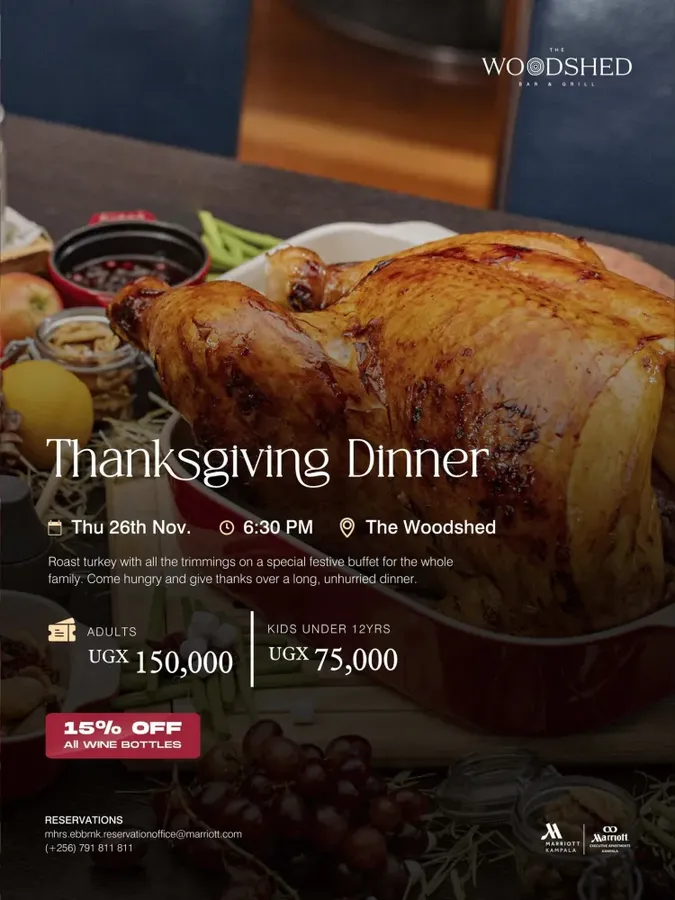 THE
WOODSHED
BAR & GRILL
Thanksgiving Dinner
Thu 26th Nov. 6:30 PM The Woodshed
Roast turkey with all the trimmings on a special festive buffet for the whole
family. Come hungry and give thanks over a long, unhurried dinner.
ADULTS
UGX 150,000
KIDS UNDER 12YRS
UGX 75,000
15% OFF
All WINE BOTTLES
RESERVATIONS
mhrs.ebbmk.reservationoffice@marriott.com
(+256) 791 811 811
MARRIOTT
KAMPALA
Marriott
EXECUTIVE APARTMENTS
KAMPALA